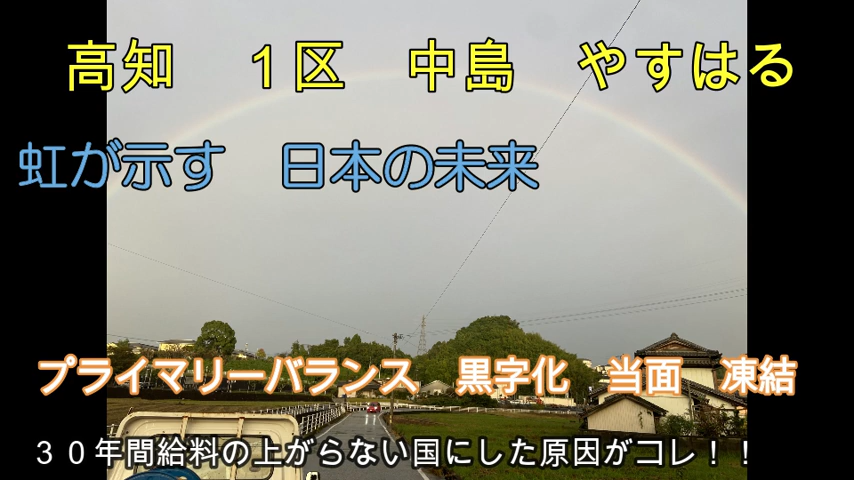 高知　１区　中島　やすはる
虹が示す　日本の未来
プライマリーバランス　黒字化　当面　凍結
３０年間給料の上がらない国にした原因がコレ！！